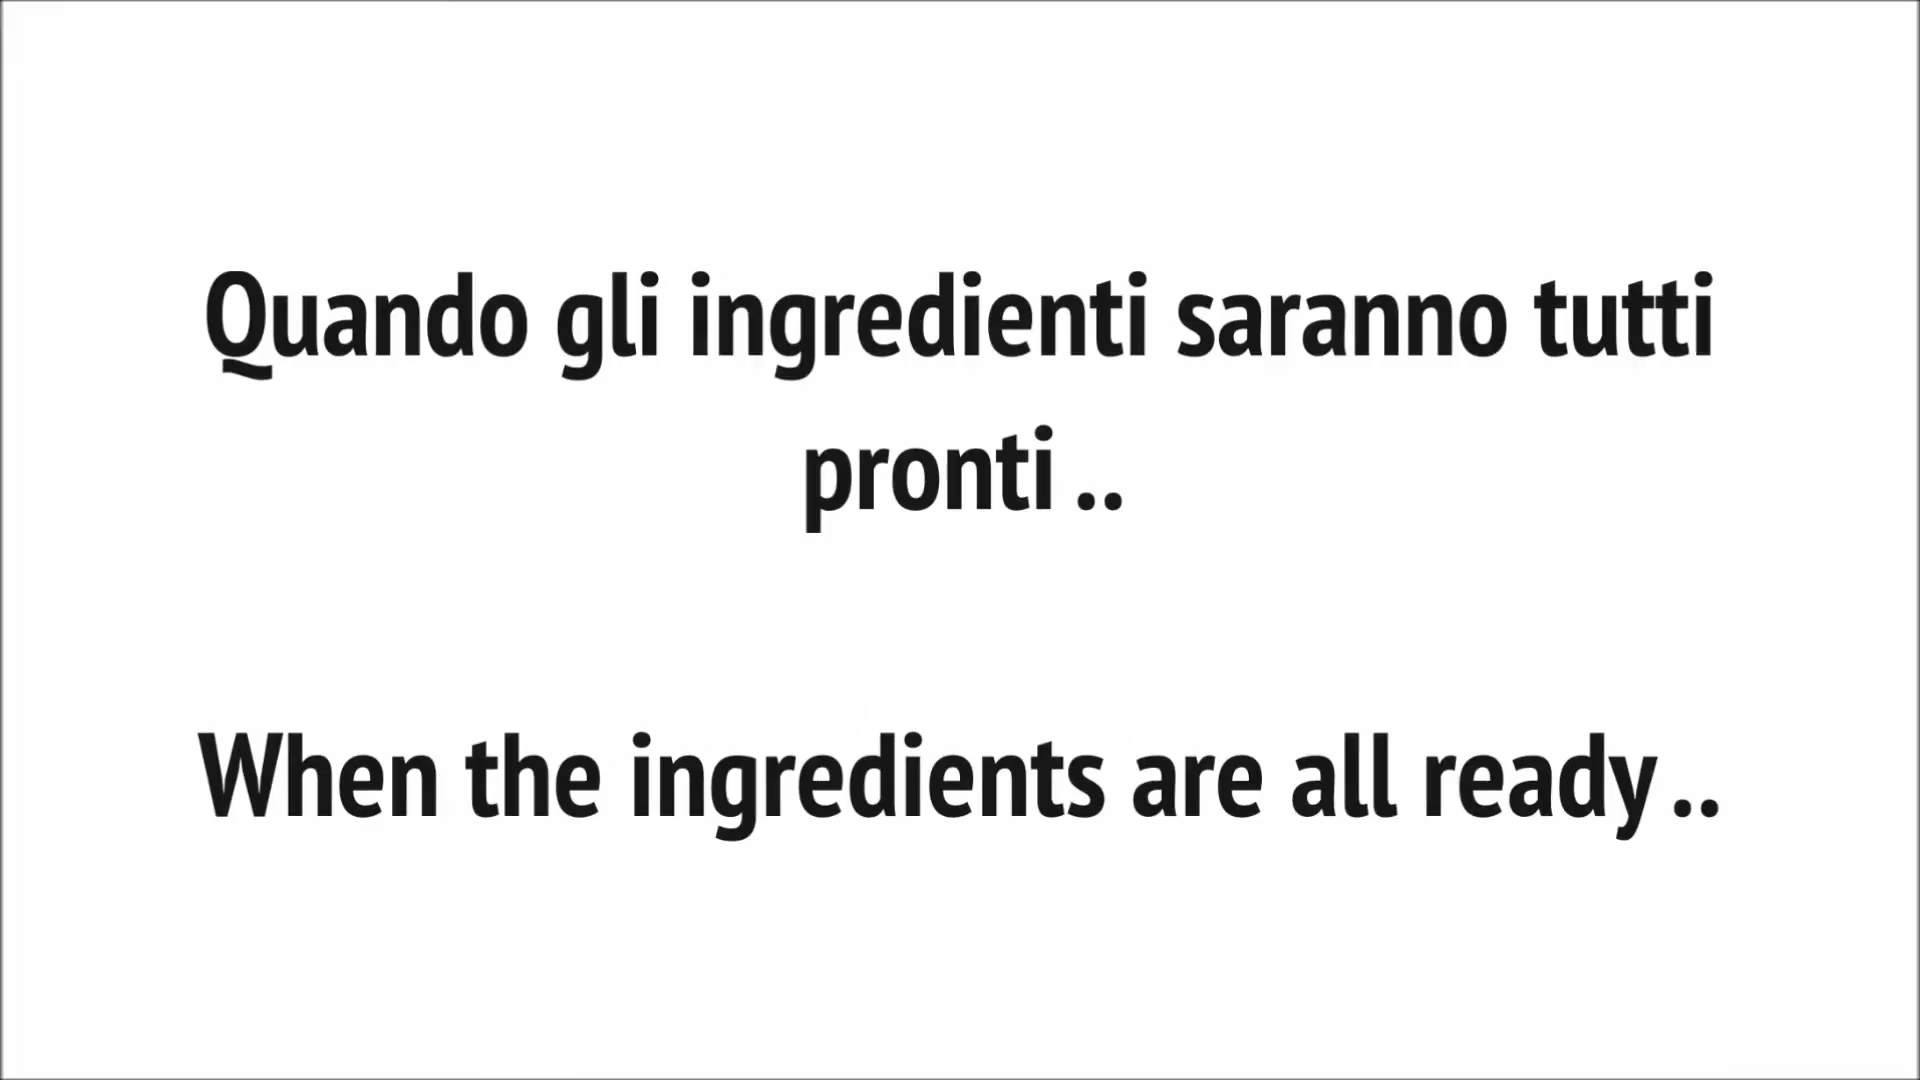 Quando gli ingredienti saranno tutti
pronti ..
When the ingredients are all ready ..